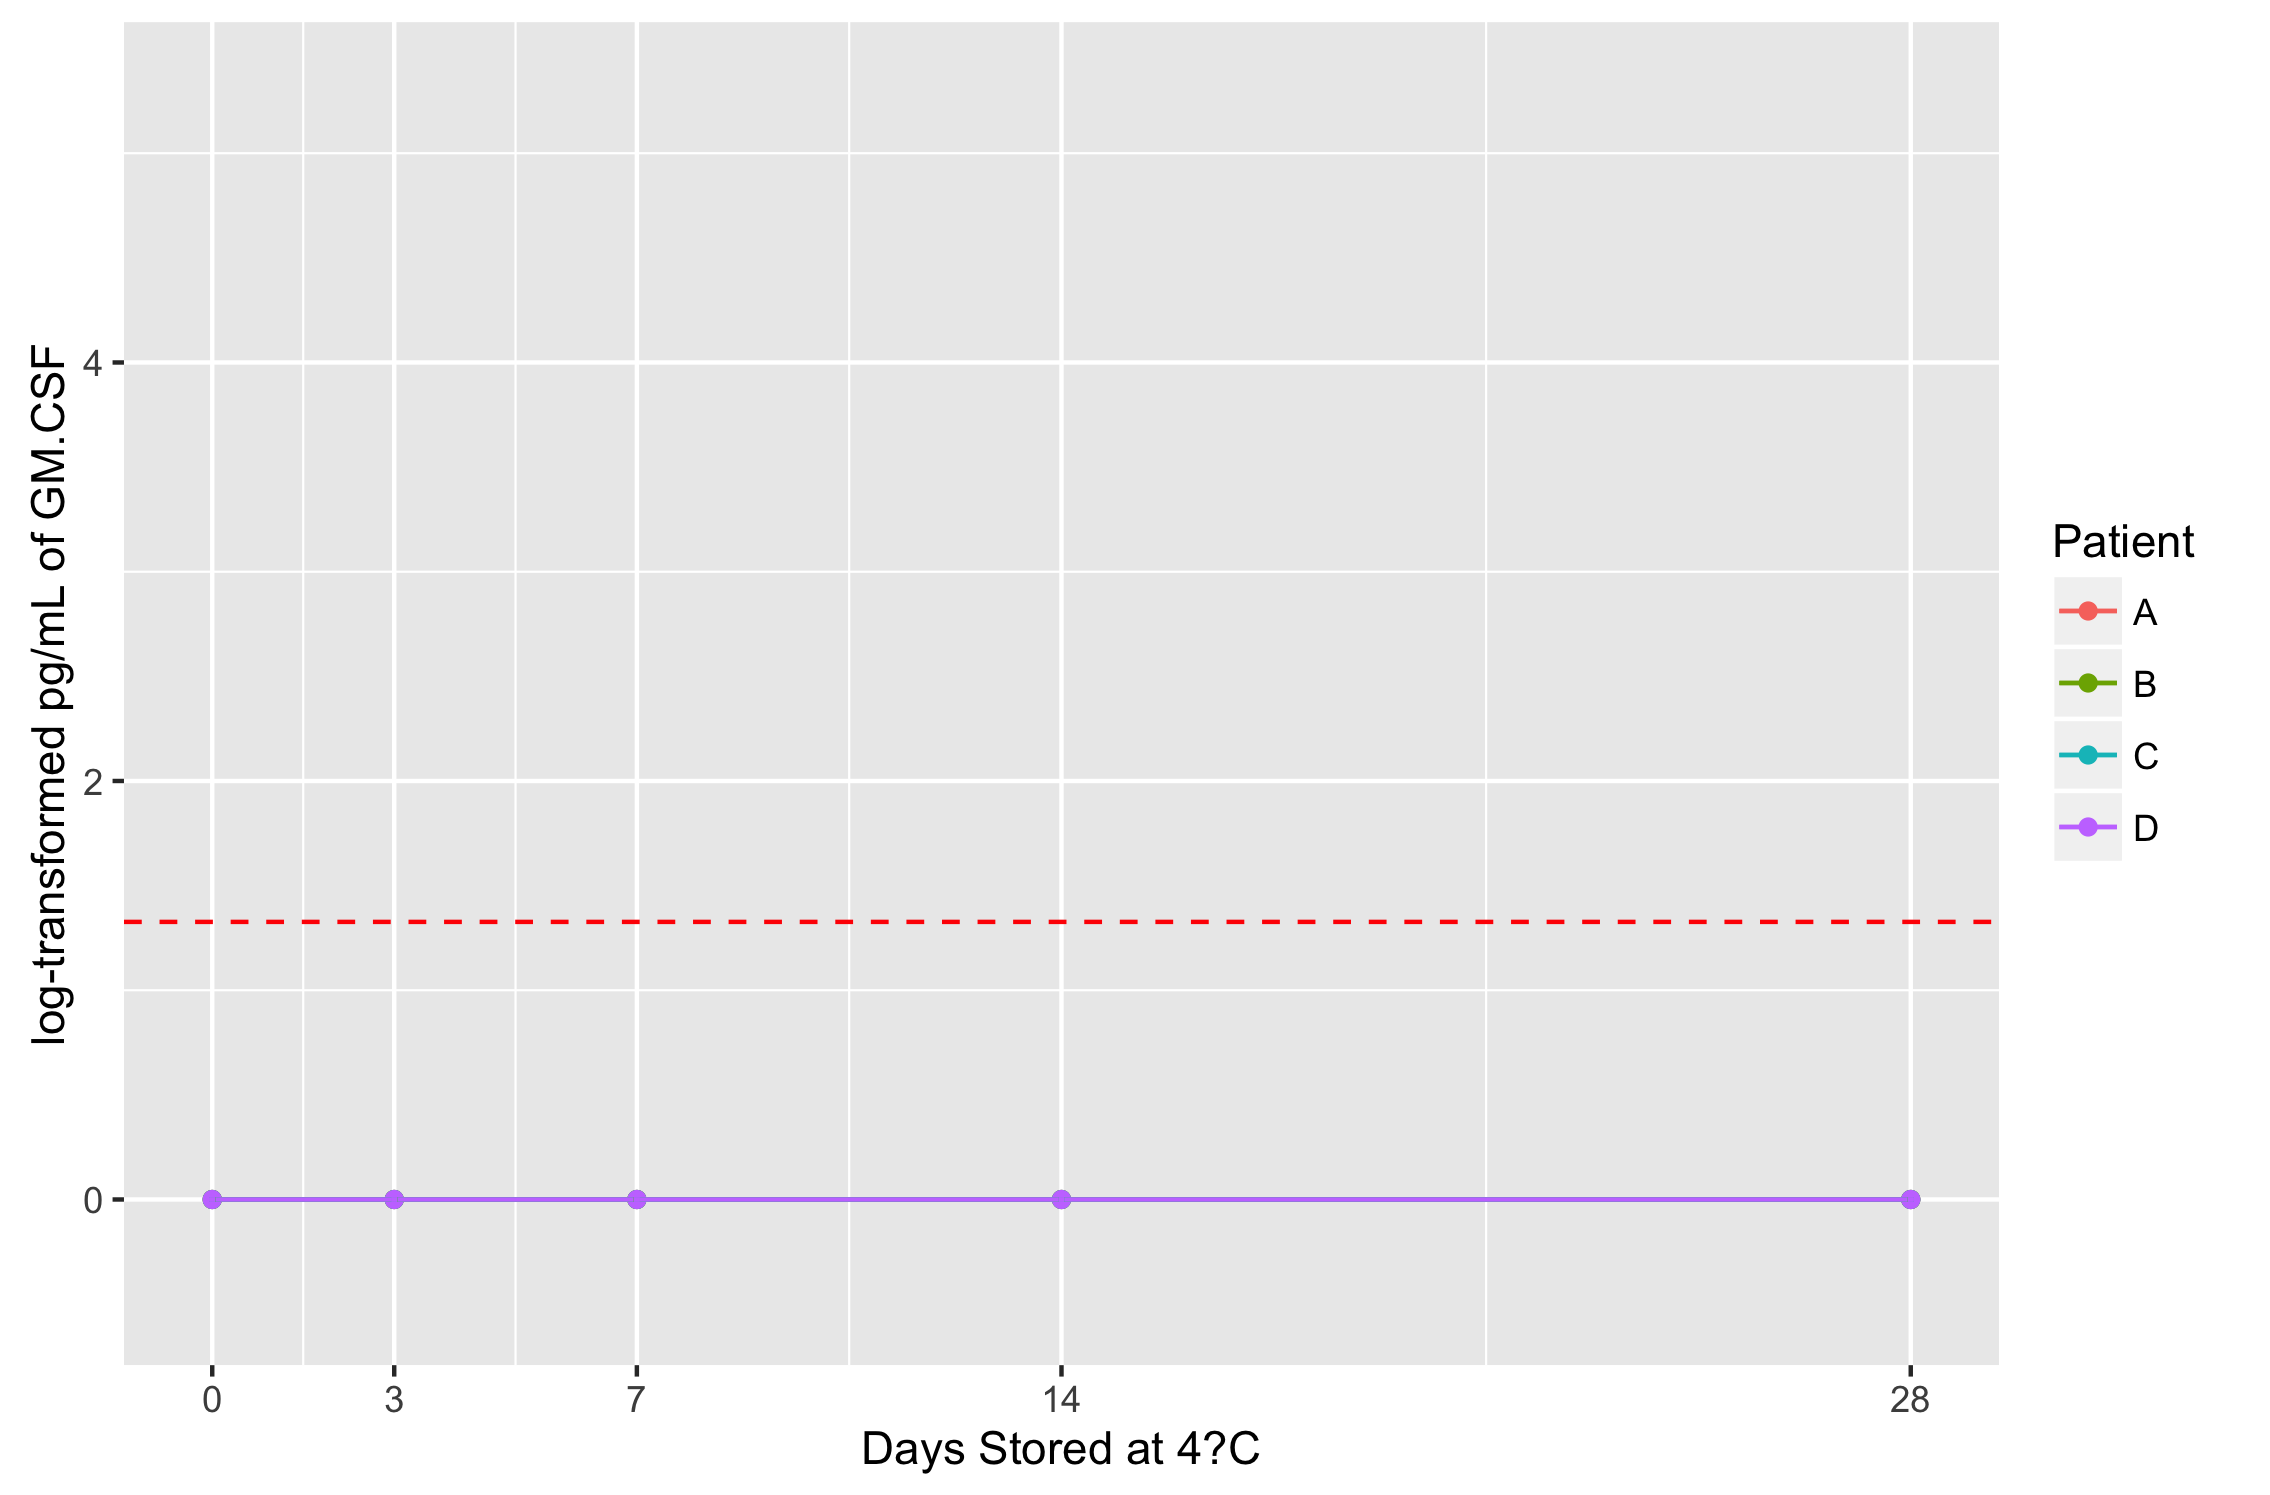 log-transformed pg/mL of GM.CSF
4
2
0
0 3 7 14 28
Days Stored at 4?C
Patient
A
B
C
D